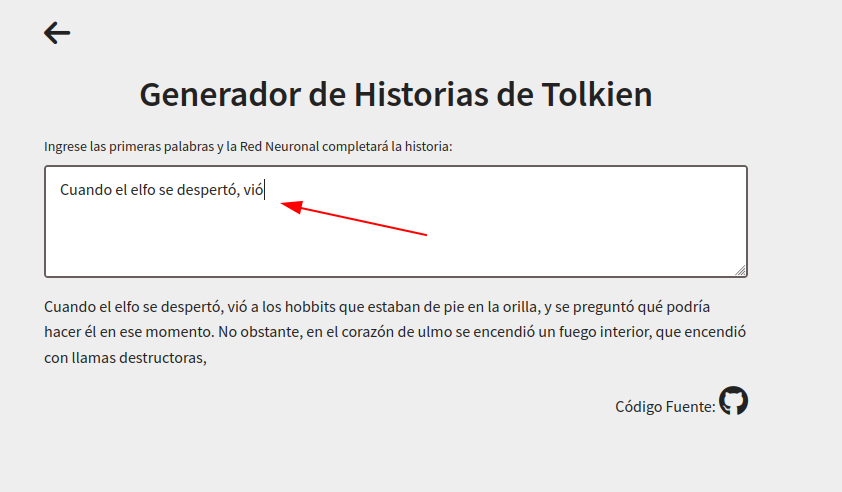 Generador de Historias de Tolkien
Ingrese las primeras palabras y la Red Neuronal completará la historia:
Cuando el elfo se despertó, vió
Cuando el elfo se despertó, vió a los hobbits que estaban de pie en la orilla, y se preguntó qué podría
hacer él en ese momento. No obstante, en el corazón de ulmo se encendió un fuego interior, que encendió
con llamas destructoras,
Código Fuente: